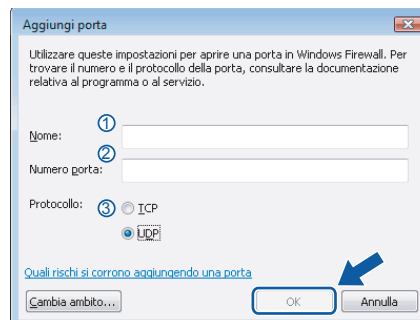 Aggiungi porta
Utilizzare queste impostazioni per aprire una porta in Windows Firewall. Per
trovare il numero e il protocollo della porta, consultare la documentazione
relativa al programma o al servizio.
① Nome:
② Numero porta:
Protocollo: ③ TCP
UDP
Quali rischi si corrono aggiungendo una porta
Cambia ambito... OK Annulla